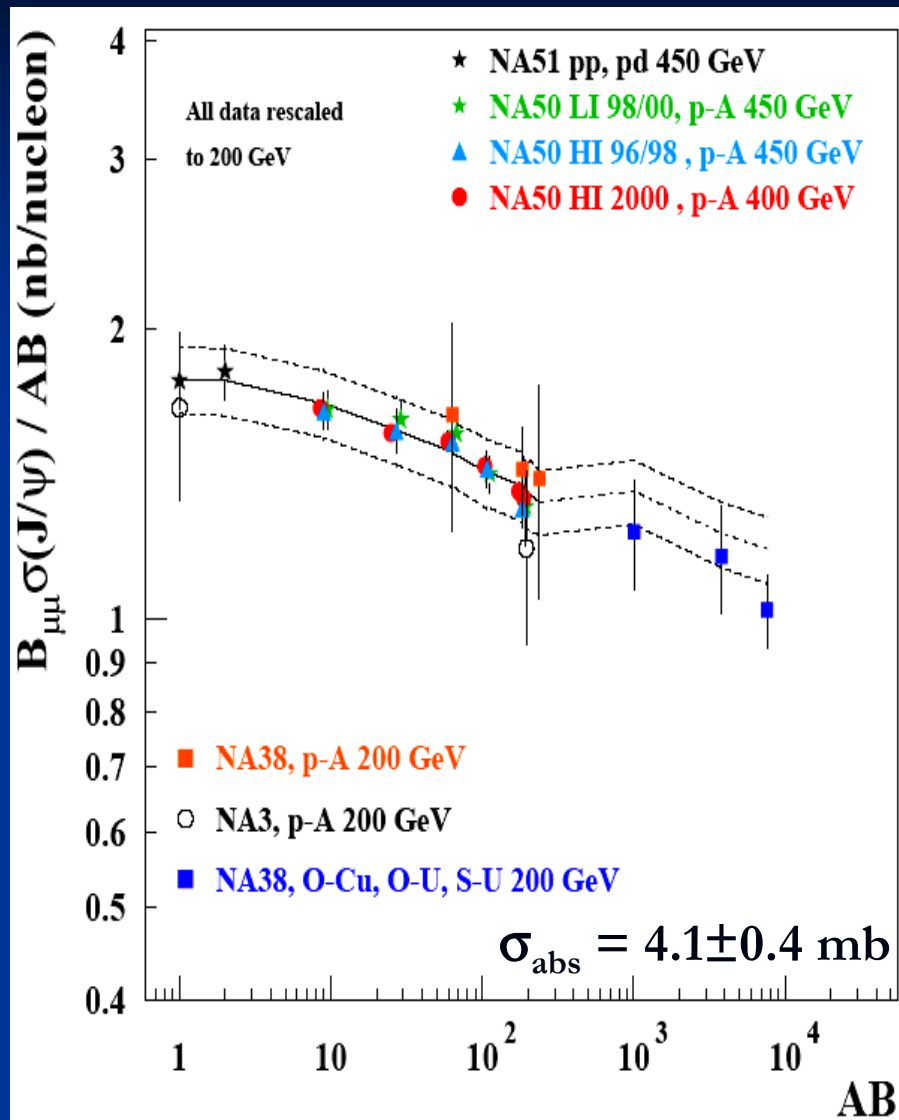 B_μμ σ(J/ψ) / AB (nb/nucleon)
4
3
2
1
0.9
0.8
0.7
0.6
0.5
0.4
All data rescaled
to 200 GeV
NA51 pp, pd 450 GeV
NA50 LI 98/00, p-A 450 GeV
NA50 HI 96/98 , p-A 450 GeV
NA50 HI 2000 , p-A 400 GeV
NA38, p-A 200 GeV
NA3, p-A 200 GeV
NA38, O-Cu, O-U, S-U 200 GeV
σ_abs = 4.1±0.4 mb
1 10 10² 10³ 10⁴
AB